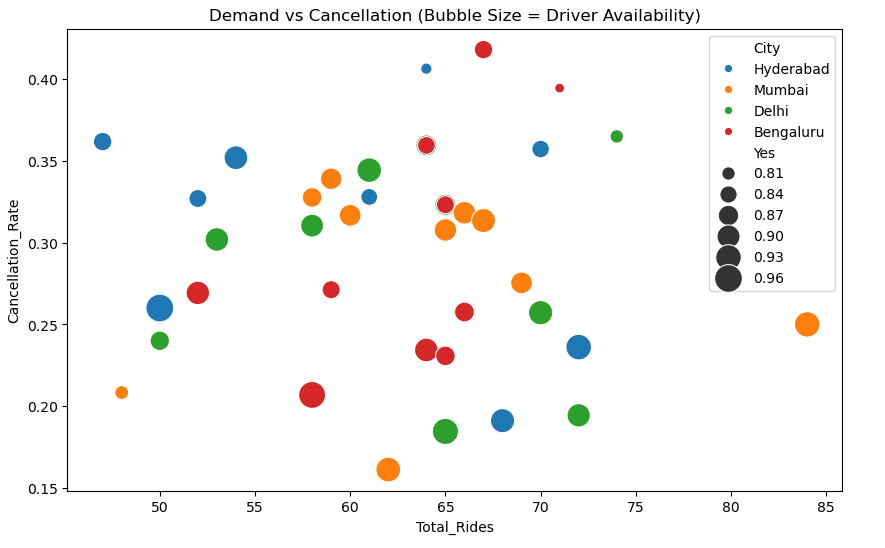 Demand vs Cancellation (Bubble Size = Driver Availability)
Cancellation_Rate
0.40
0.35
0.30
0.25
0.20
0.15
City
Hyderabad
Mumbai
Delhi
Bengaluru
Yes
0.81
0.84
0.87
0.90
0.93
0.96
50
55
60
65
70
75
80
85
Total_Rides